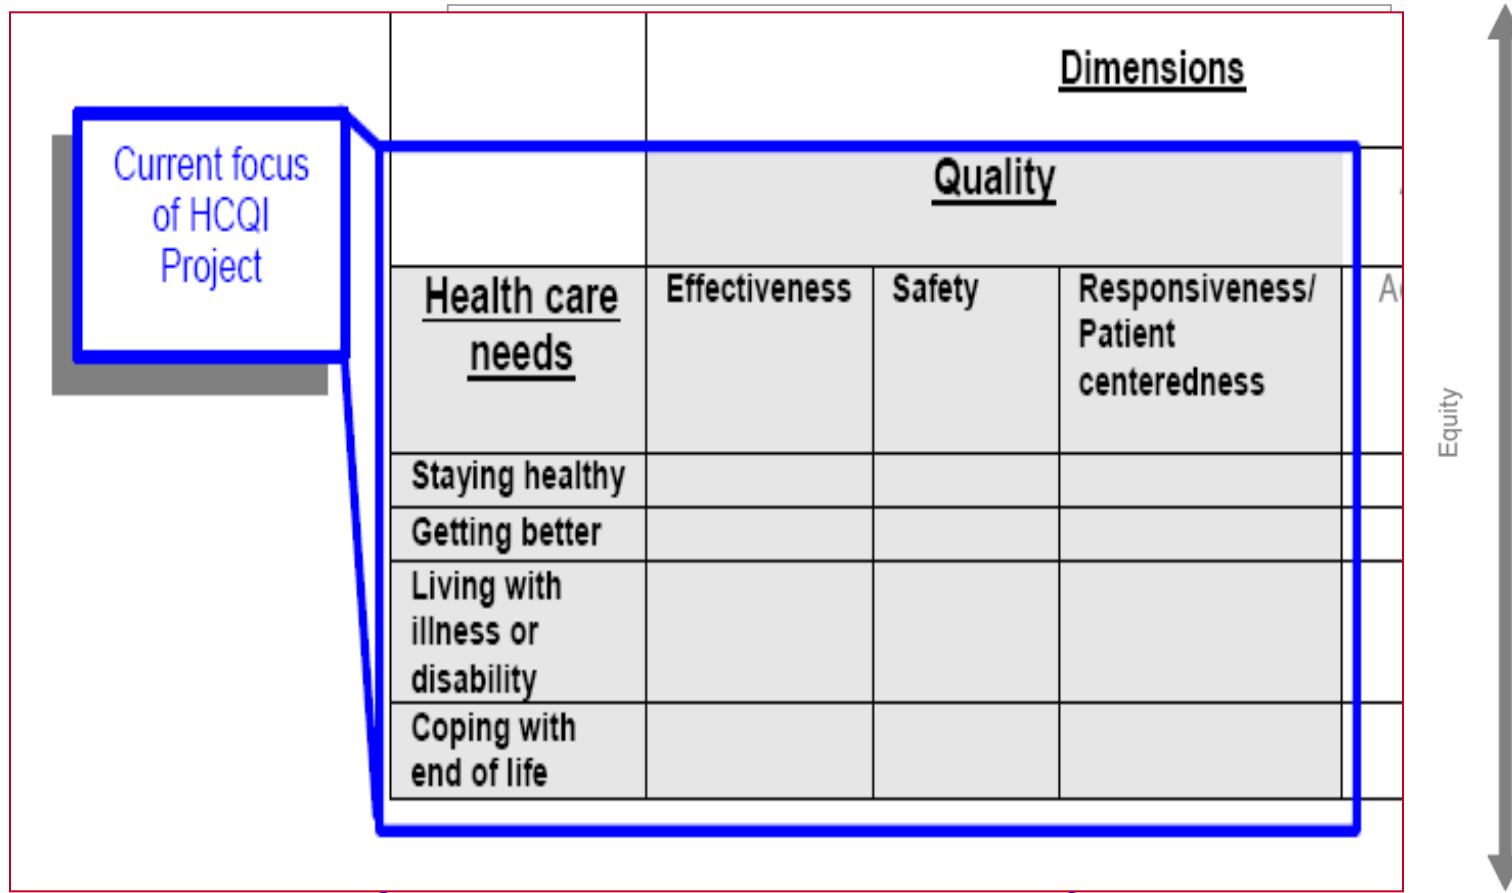 Dimensions
Current focus
of HCQI
Project
Quality
Health care
needs
Effectiveness
Safety
Responsiveness/
Patient
centeredness
Staying healthy
Getting better
Living with
illness or
disability
Coping with
end of life
Equity